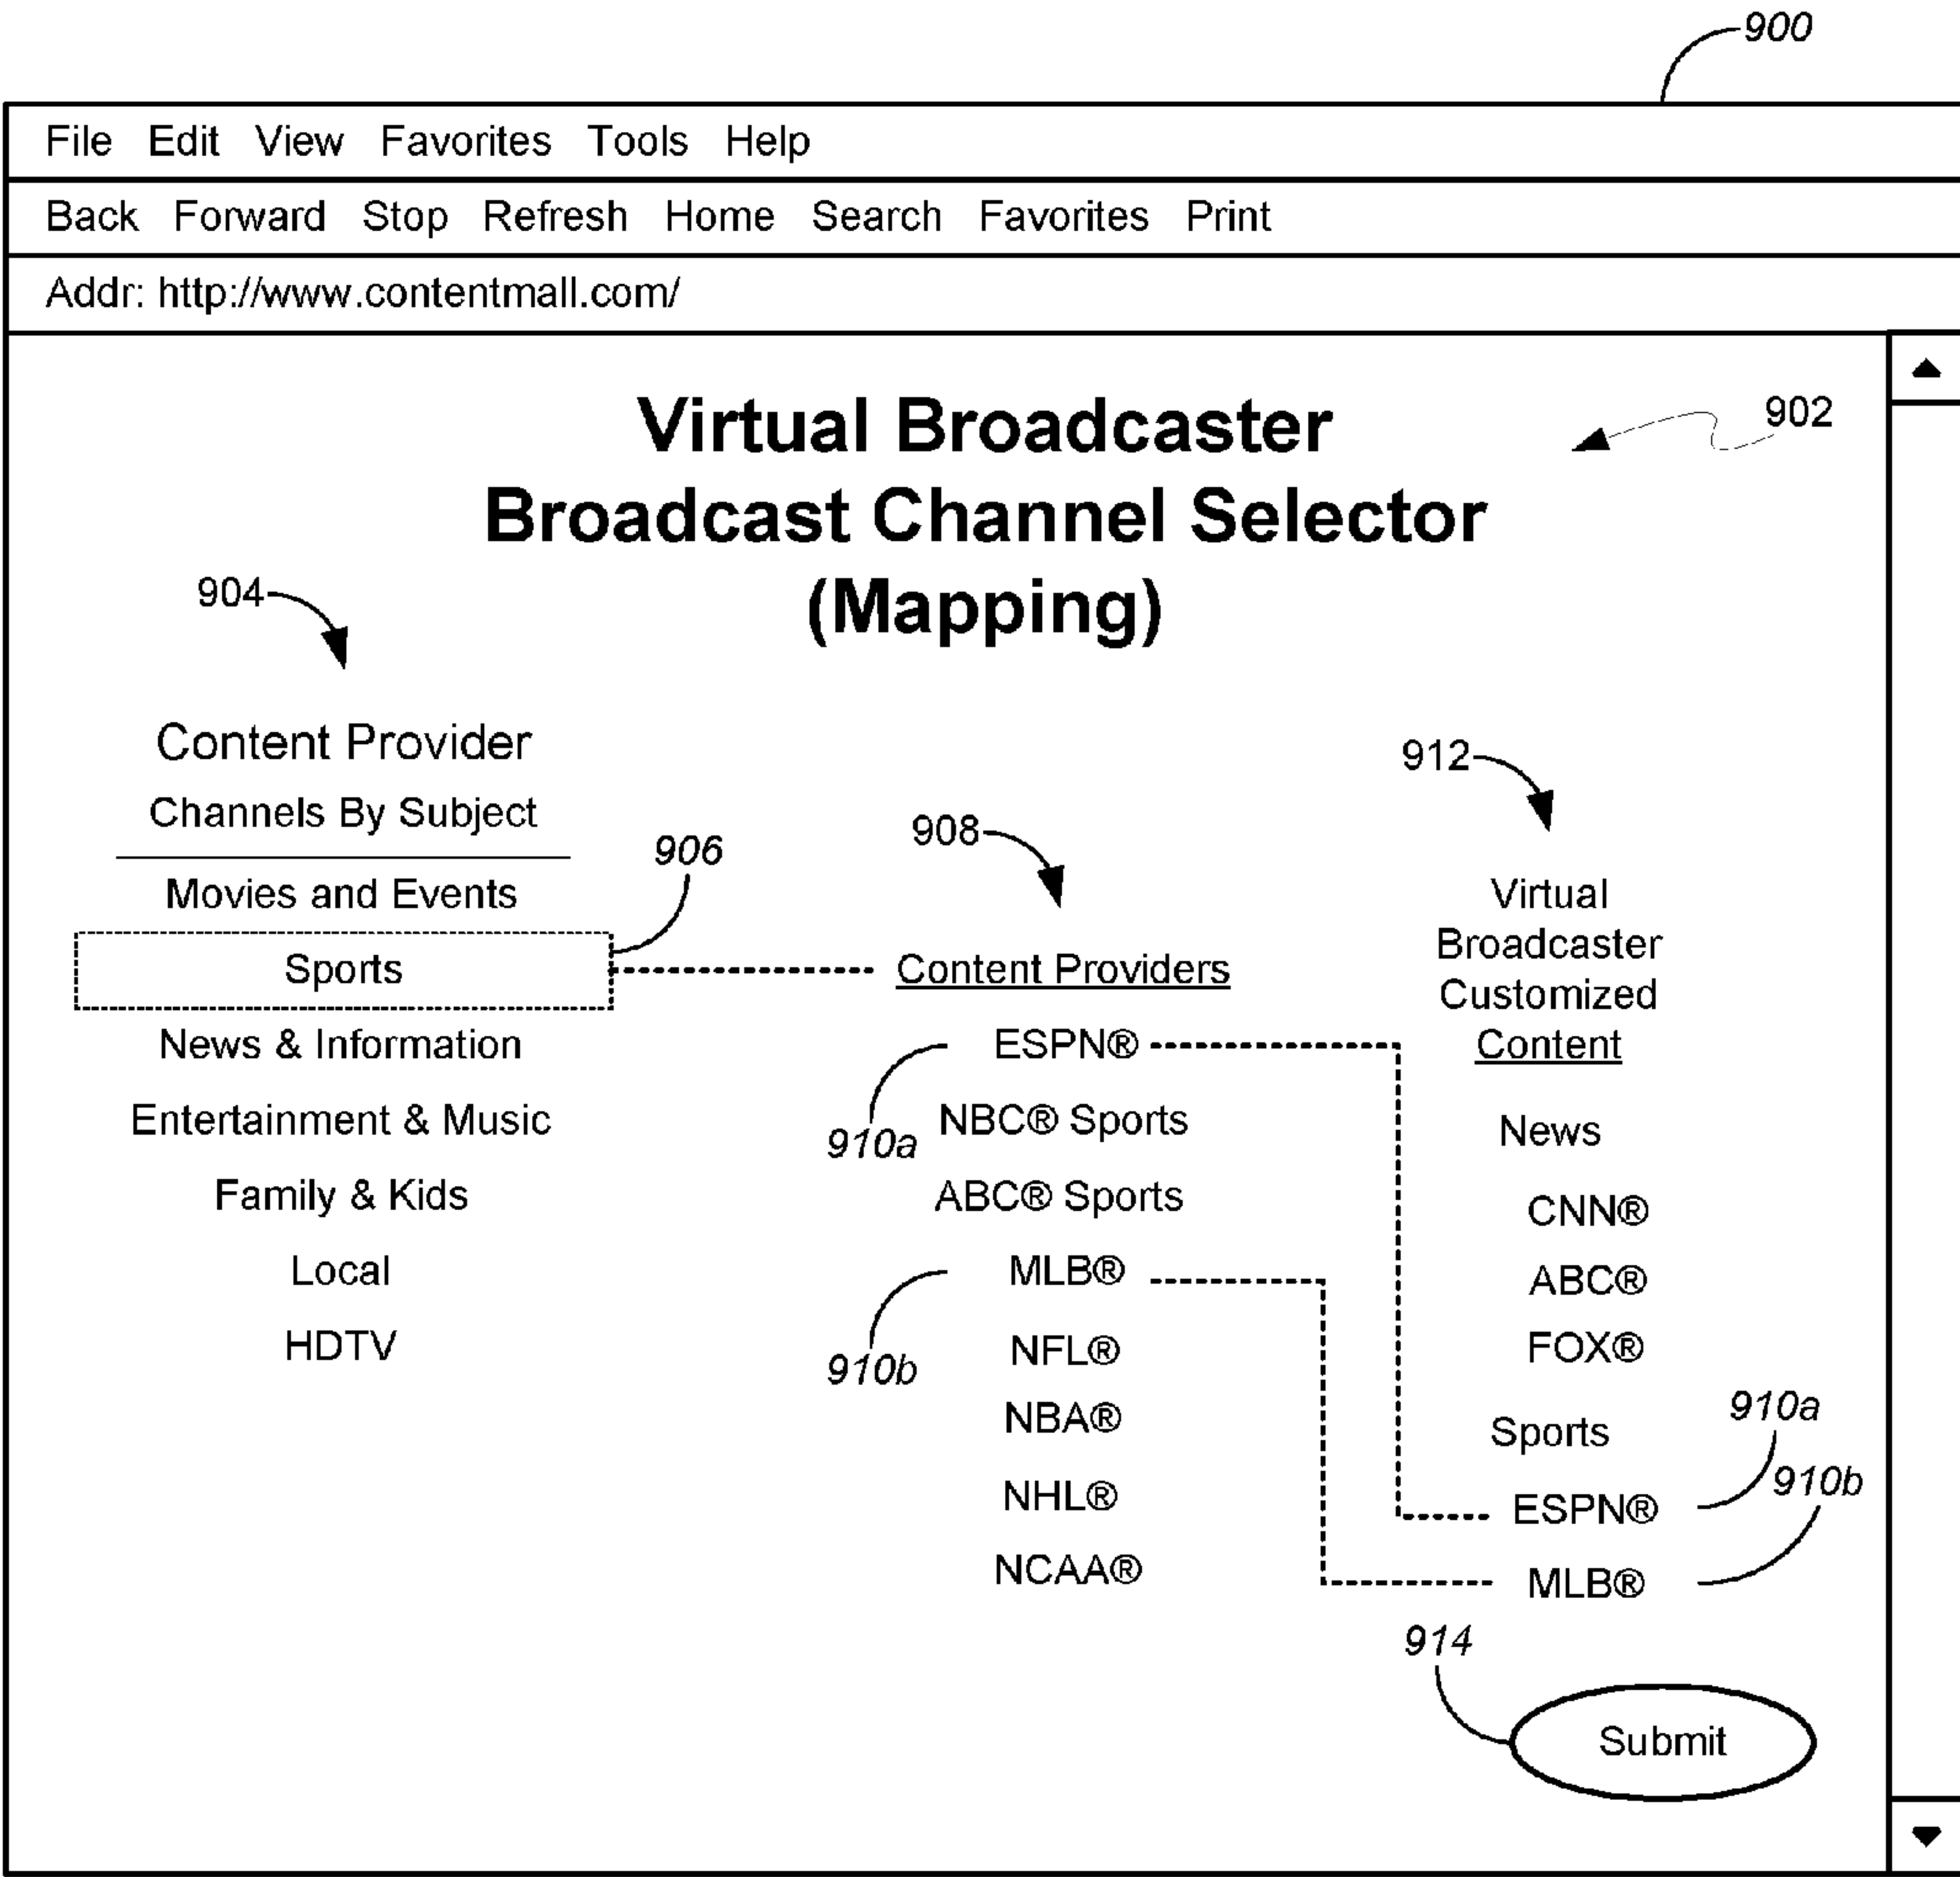 900
File Edit View Favorites Tools Help
Back Forward Stop Refresh Home Search Favorites Print
Addr: http://www.contentmall.com/
Virtual Broadcaster
Broadcast Channel Selector
(Mapping)
902
904
Content Provider
Channels By Subject
Movies and Events
Sports
News & Information
Entertainment & Music
Family & Kids
Local
HDTV
906
908
Content Providers
ESPN®
NBC® Sports
ABC® Sports
MLB®
NFL®
NBA®
NHL®
NCAA®
910a
910b
912
Virtual
Broadcaster
Customized
Content
News
CNN®
ABC®
FOX®
Sports
ESPN®
MLB®
910a
910b
914
Submit